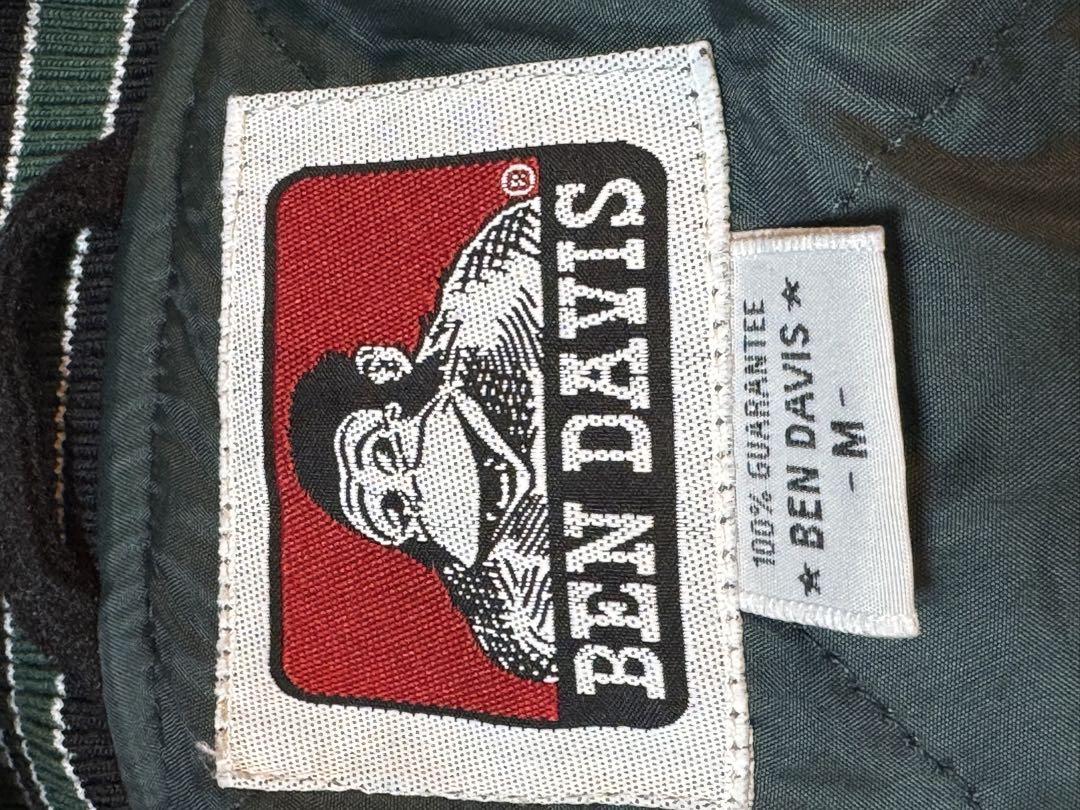 ®
BEN DAVIS
100% GUARANTEE
★ BEN DAVIS ★
- M -